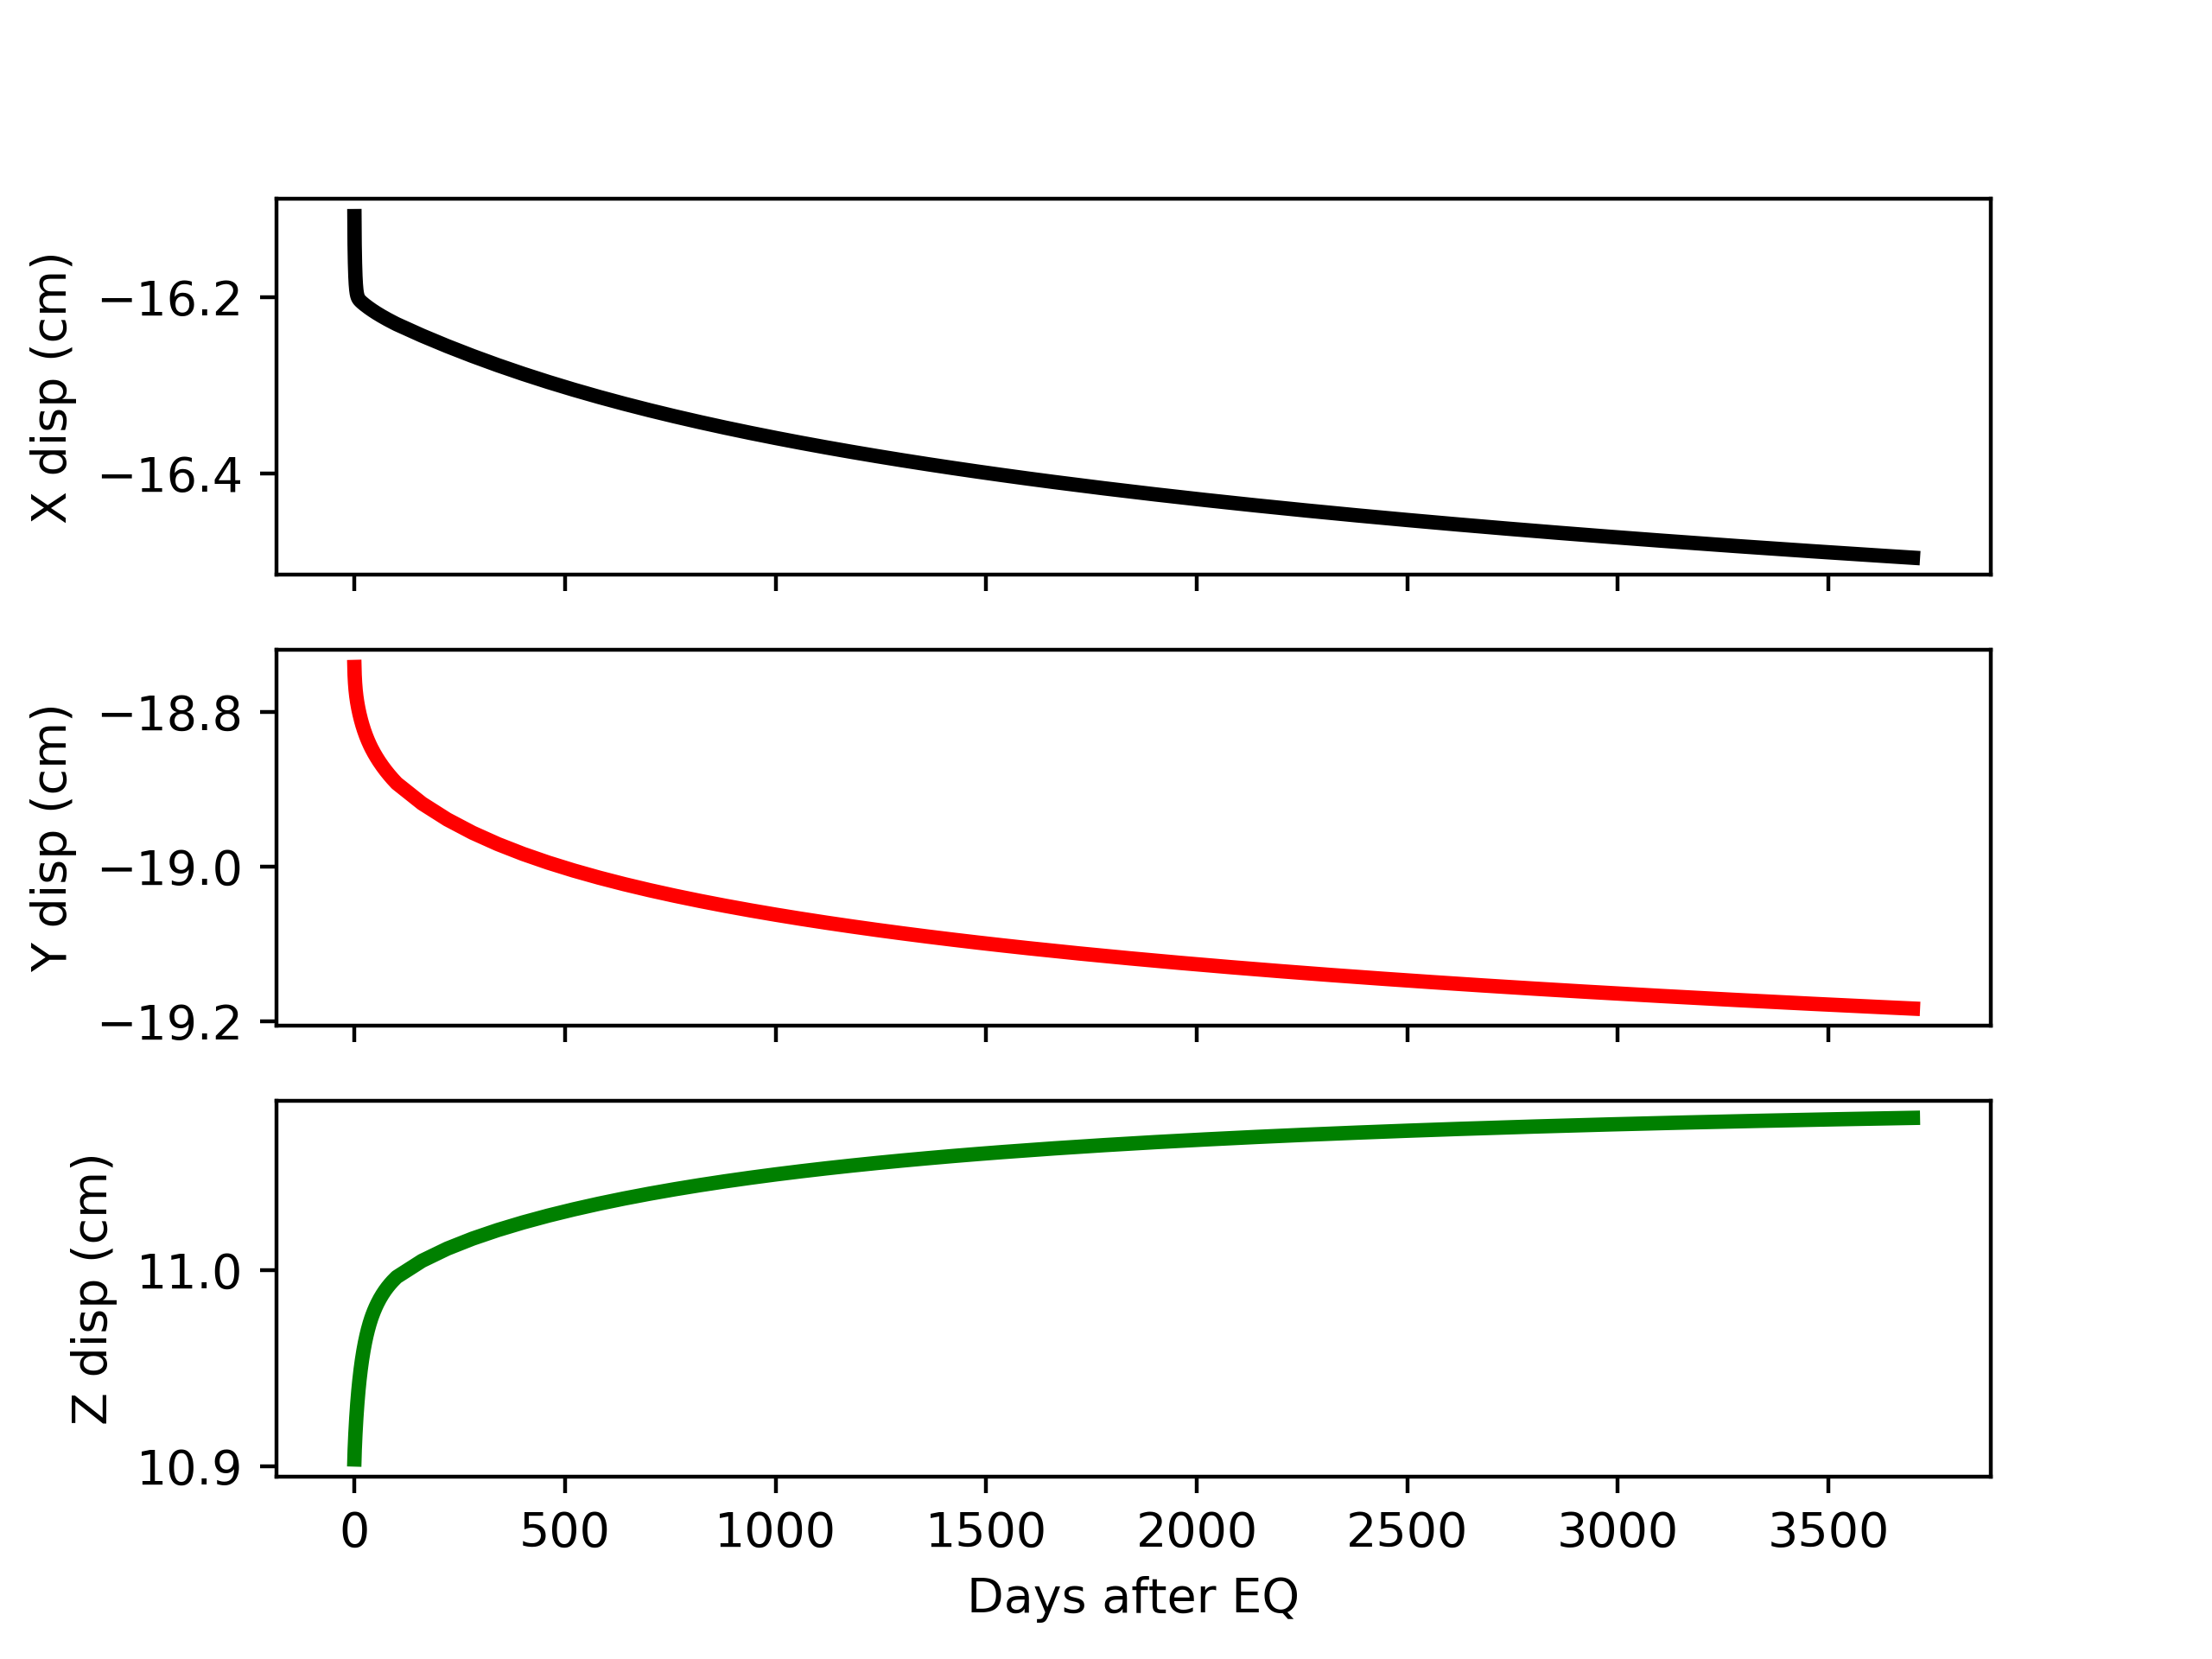 X disp (cm)
−16.2
−16.4
Y disp (cm)
−18.8
−19.0
−19.2
Z disp (cm)
11.0
10.9
0 500 1000 1500 2000 2500 3000 3500
Days after EQ